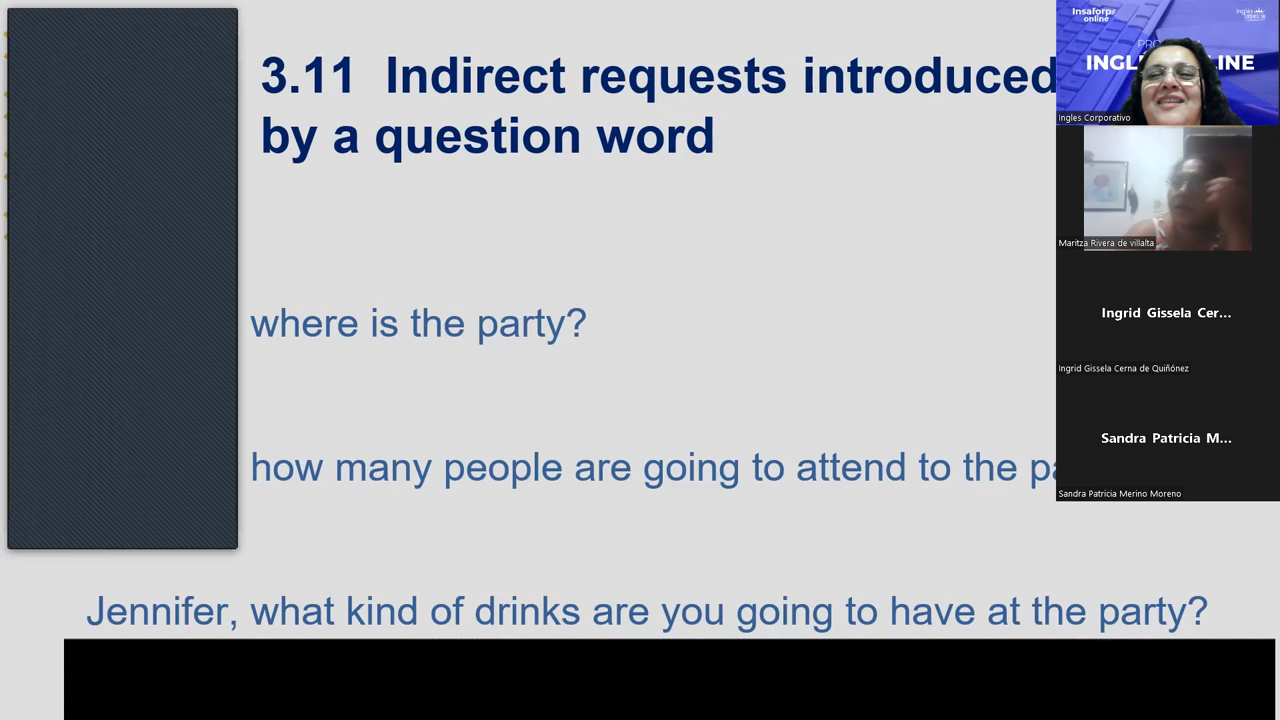 3.11 Indirect requests introduced
by a question word
where is the party?
how many people are going to attend to the
Jennifer, what kind of drinks are you going to have at the party?
Insaforp
online
Inglés
INGL INE
Ingles Corporativo
Maritza Rivera de villalta
Ingrid Gissela Cer...
Ingrid Gissela Cerna de Quiñónez
Sandra Patricia M...
Sandra Patricia Merino Moreno